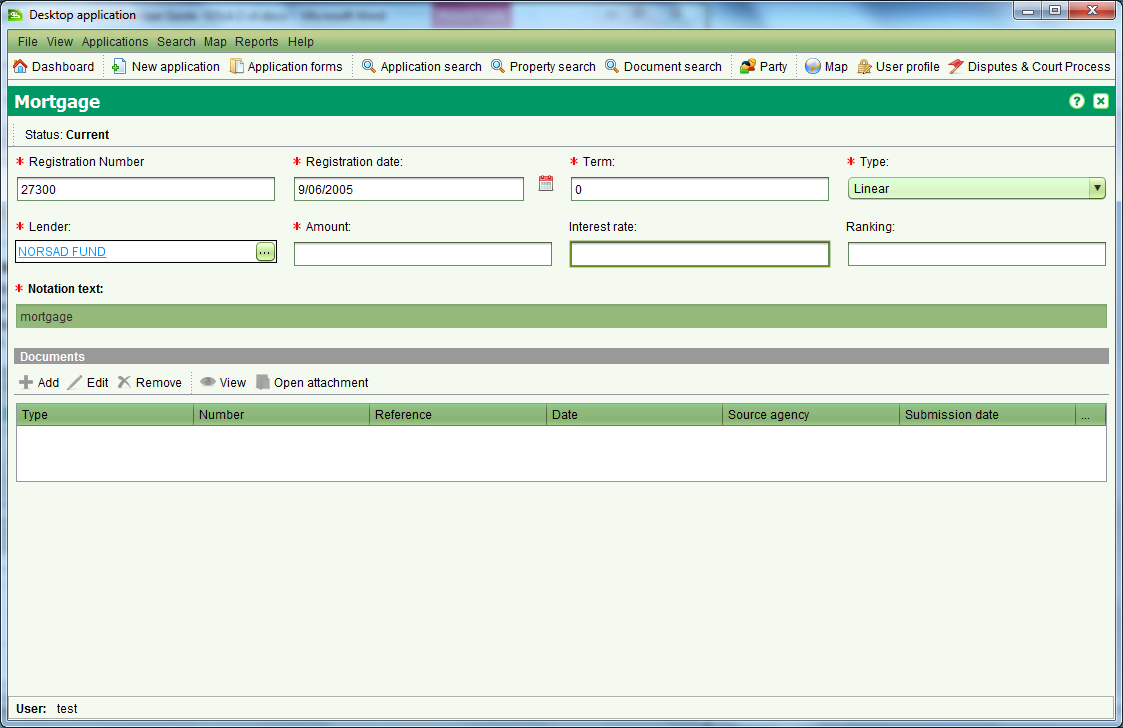 Desktop application
File View Applications Search Map Reports Help
Dashboard New application Application forms Application search Property search Document search Party Map User profile Disputes & Court Process
Mortgage
Status: Current
* Registration Number * Registration date: * Term: * Type:
27300 9/06/2005 0 Linear
* Lender: * Amount: Interest rate: Ranking:
NORSAD FUND ...
* Notation text:
mortgage
Documents
Add Edit Remove View Open attachment
Type Number Reference Date Source agency Submission date ...
User: test